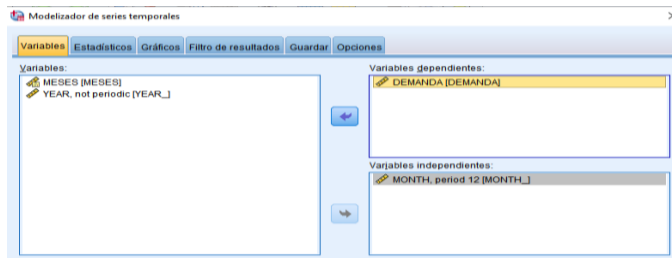 Modelizador de series temporales
Variables Estadísticos Gráficos Filtro de resultados Guardar Opciones
Variables:
MESES [MESES]
YEAR, not periodic [YEAR_]
Variables dependientes:
DEMANDA [DEMANDA]
Variables independientes:
MONTH, period 12 [MONTH_]